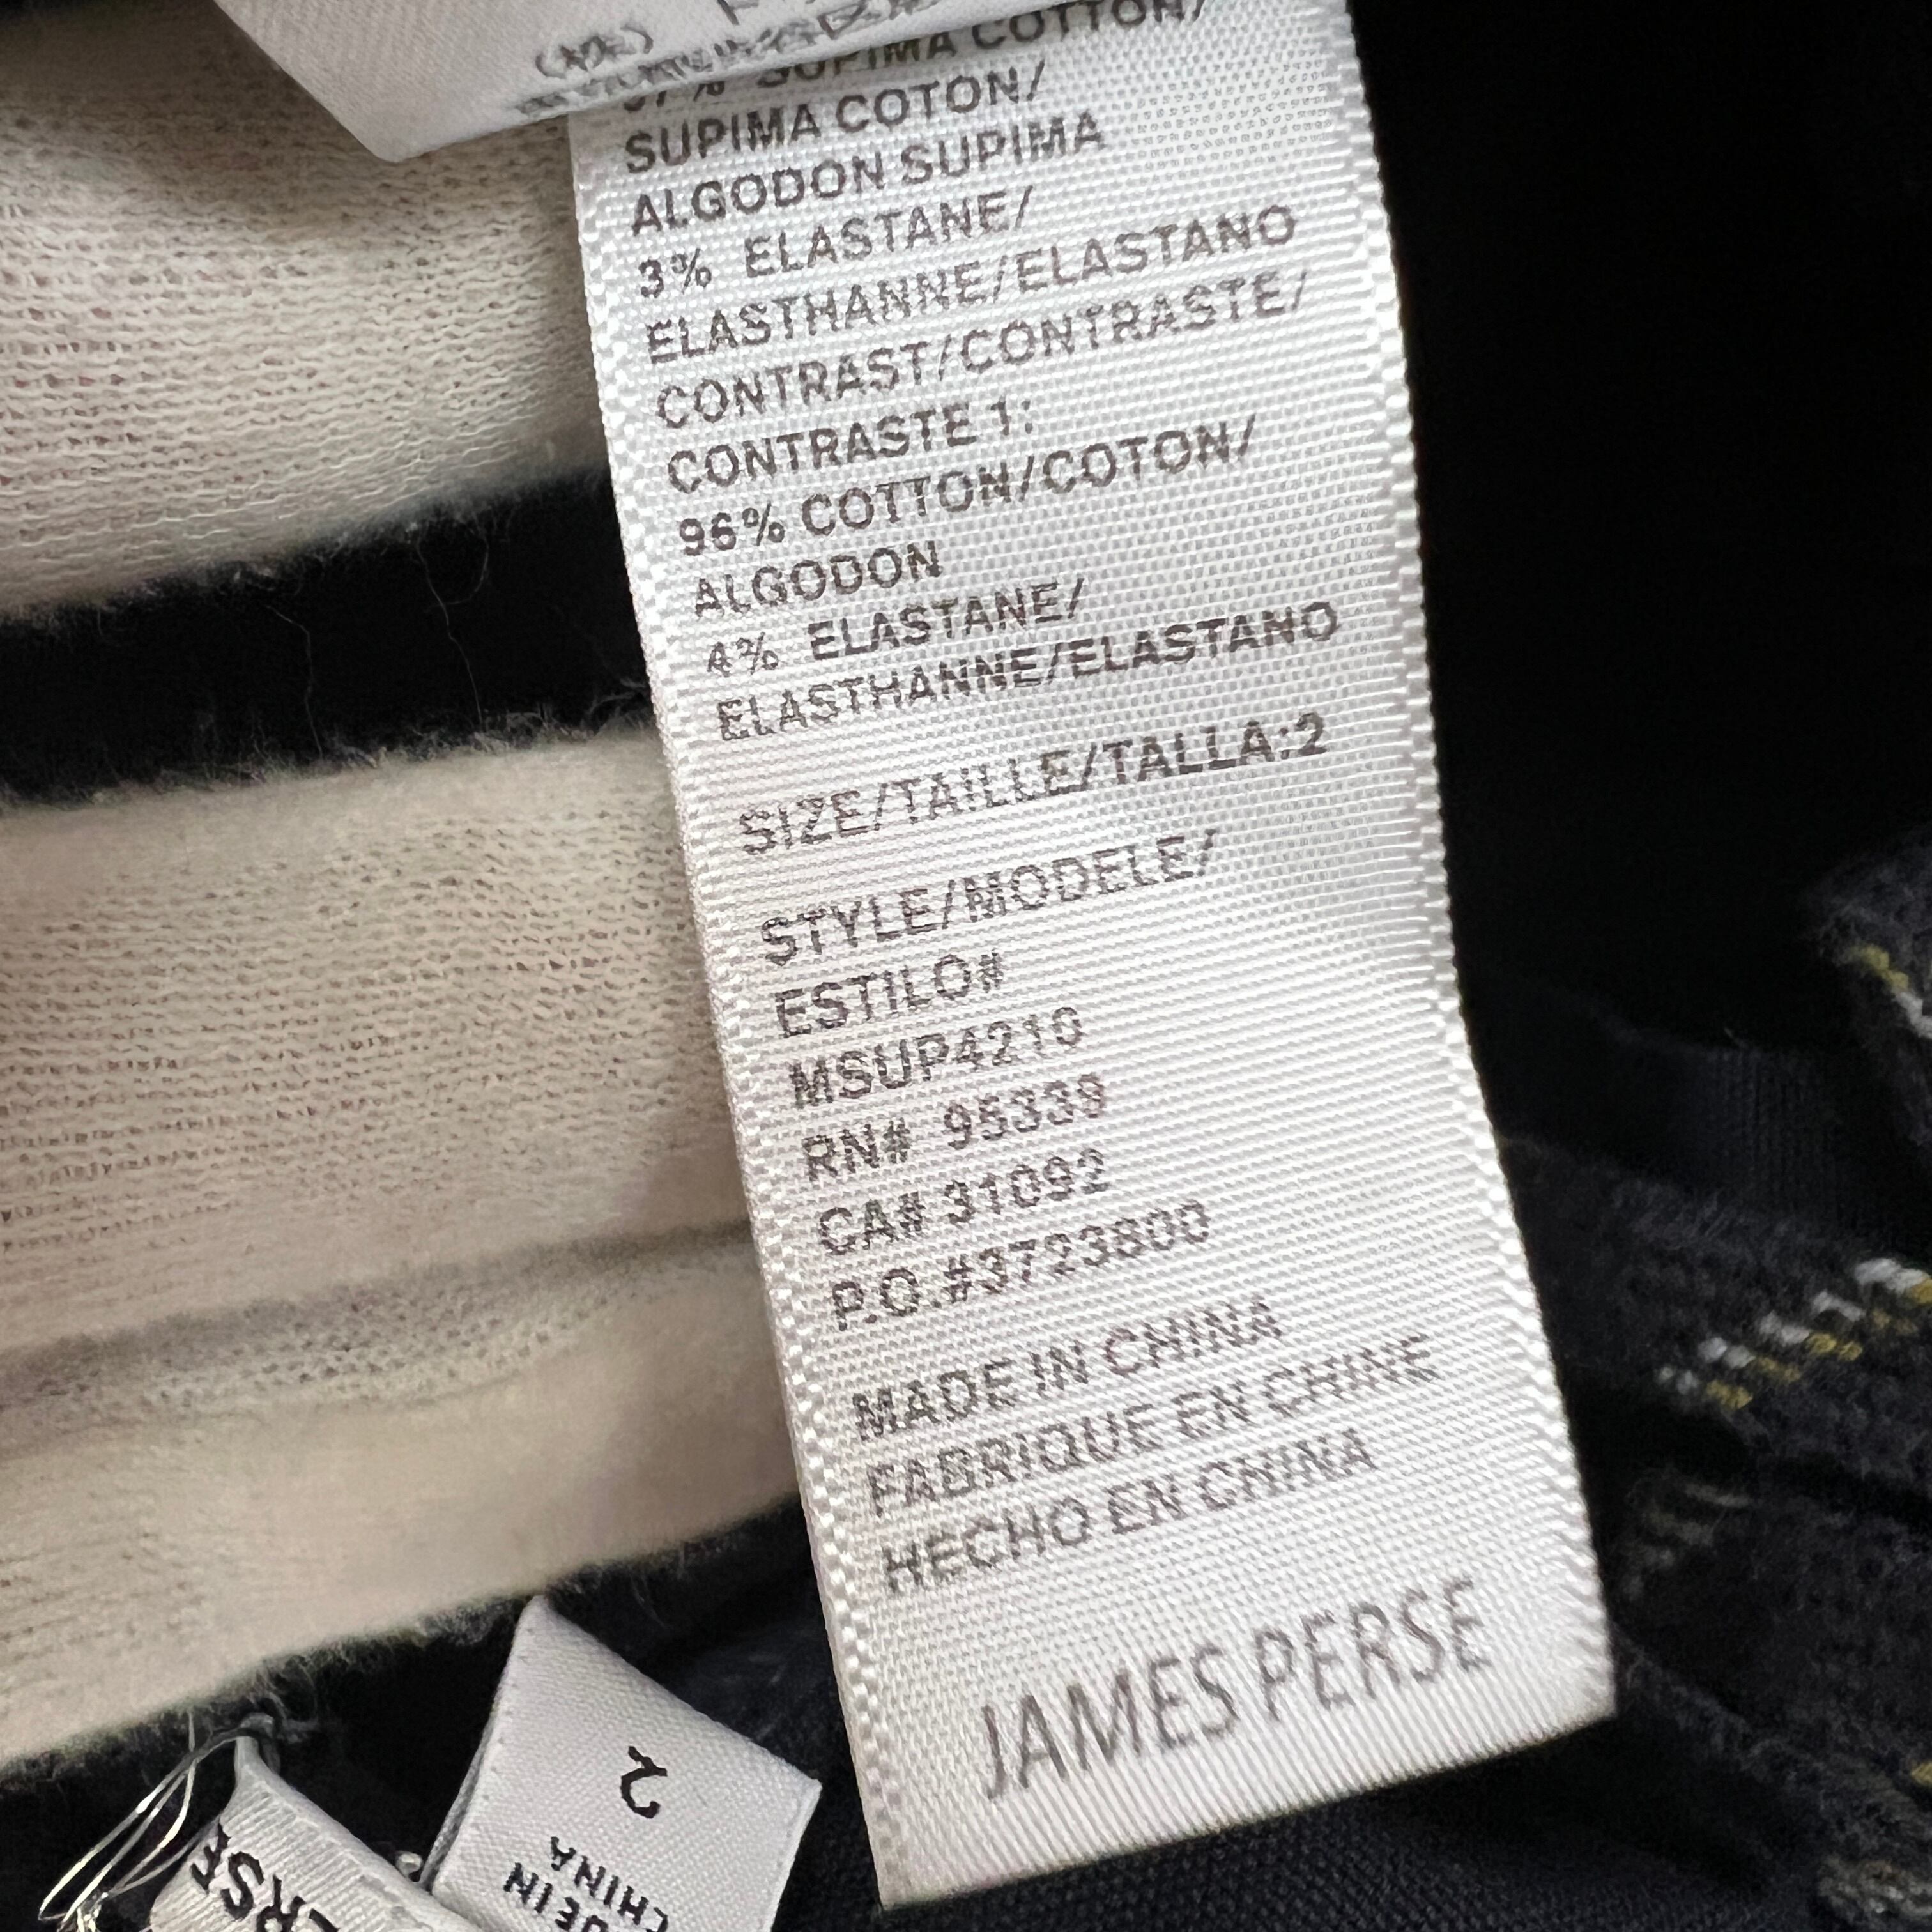 SUPIMA COTTON/
SUPIMA COTON/
ALGODON SUPIMA
3% ELASTANE/
ELASTHANNE/ELASTANO
CONTRAST/CONTRASTE/
CONTRASTE 1:
96% COTTON/COTON/
ALGODON
4% ELASTANE/
ELASTHANNE/ELASTANO
SIZE/TAILLE/TALLA:2
STYLE/MODELE/
ESTILO#
MSUP4210
RN# 95339
CA# 31092
P.O.#3723800
MADE IN CHINA
FABRIQUE EN CHINE
HECHO EN CHINA
JAMES PERSE
2